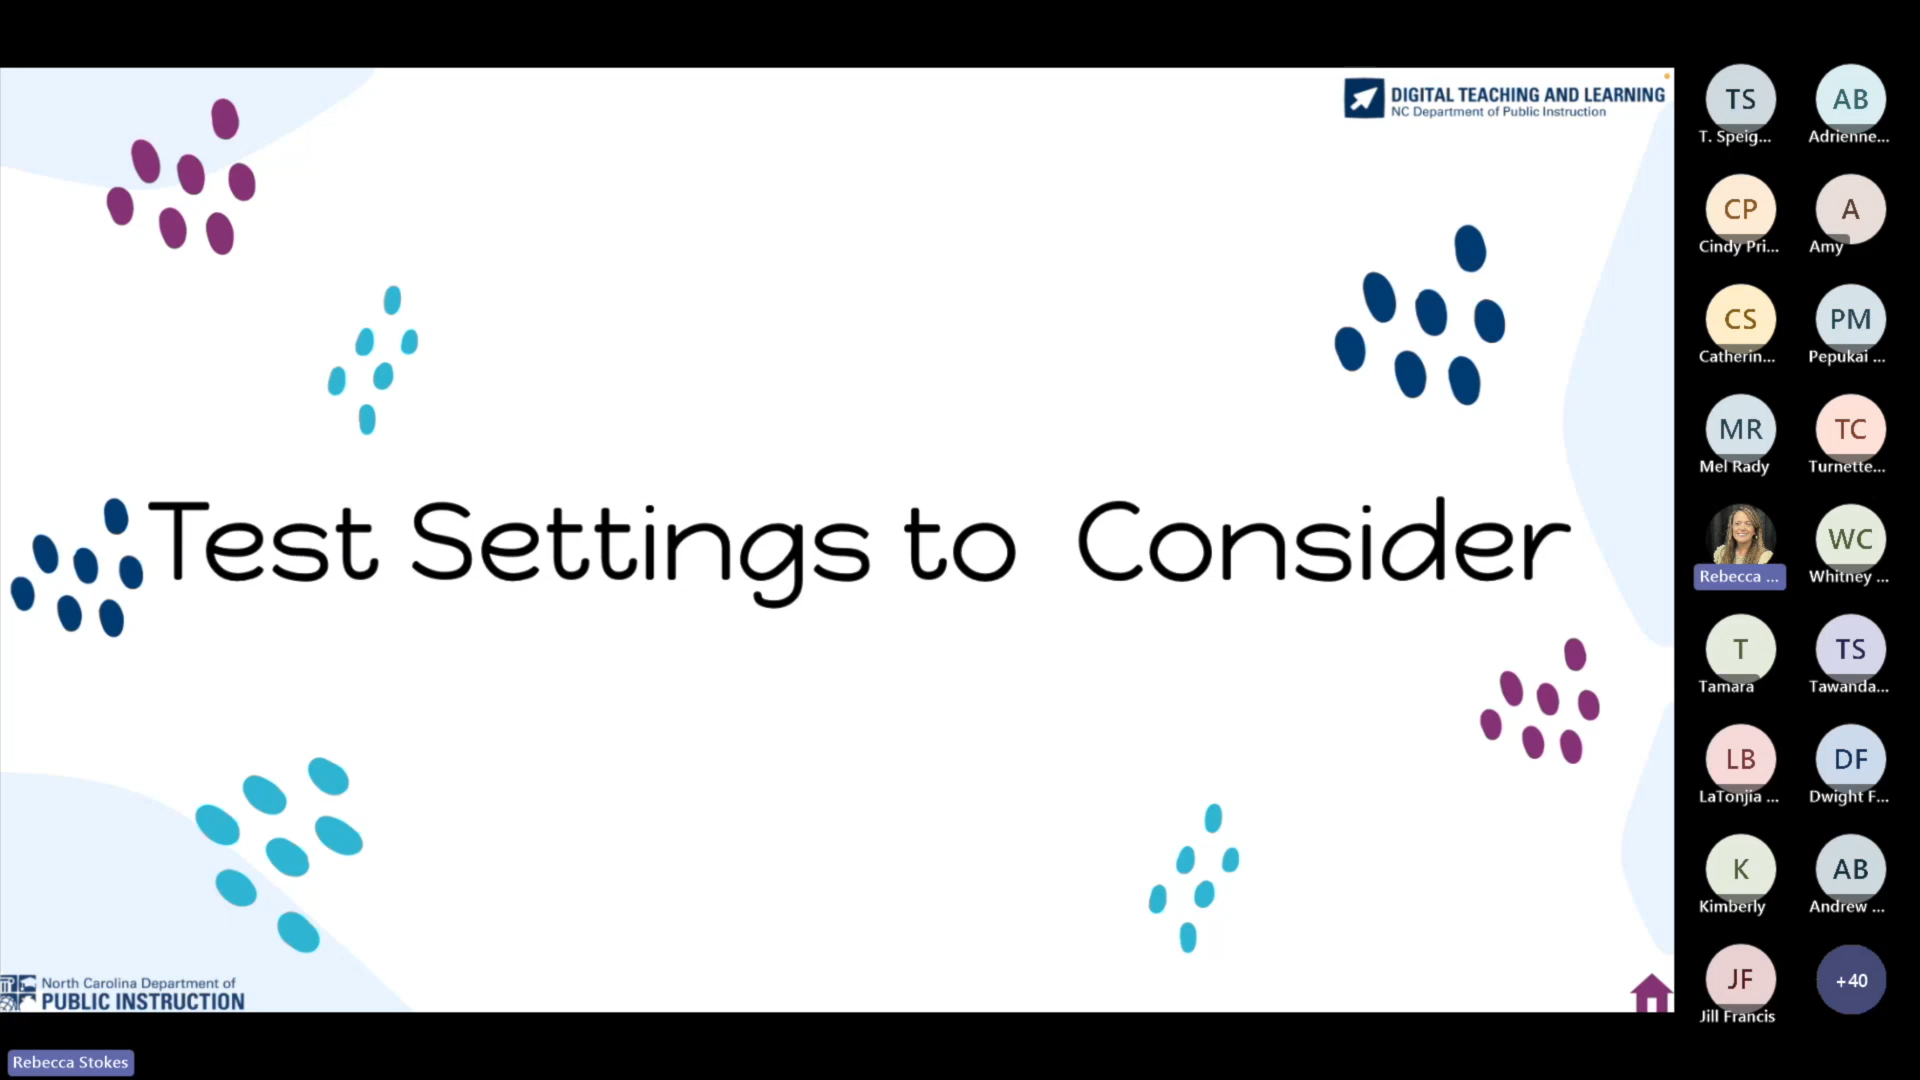 DIGITAL TEACHING AND LEARNING
NC Department of Public Instruction
Test Settings to Consider
North Carolina Department of
PUBLIC INSTRUCTION
Rebecca Stokes
TS
T. Speig...
AB
Adrienne...
CP
Cindy Pri...
A
Amy
CS
Catherin...
PM
Pepukai ...
MR
Mel Rady
TC
Turnette...
Rebecca ...
WC
Whitney ...
T
Tamara
TS
Tawanda...
LB
LaTonjia ...
DF
Dwight F...
K
Kimberly
AB
Andrew ...
JF
Jill Francis
+40